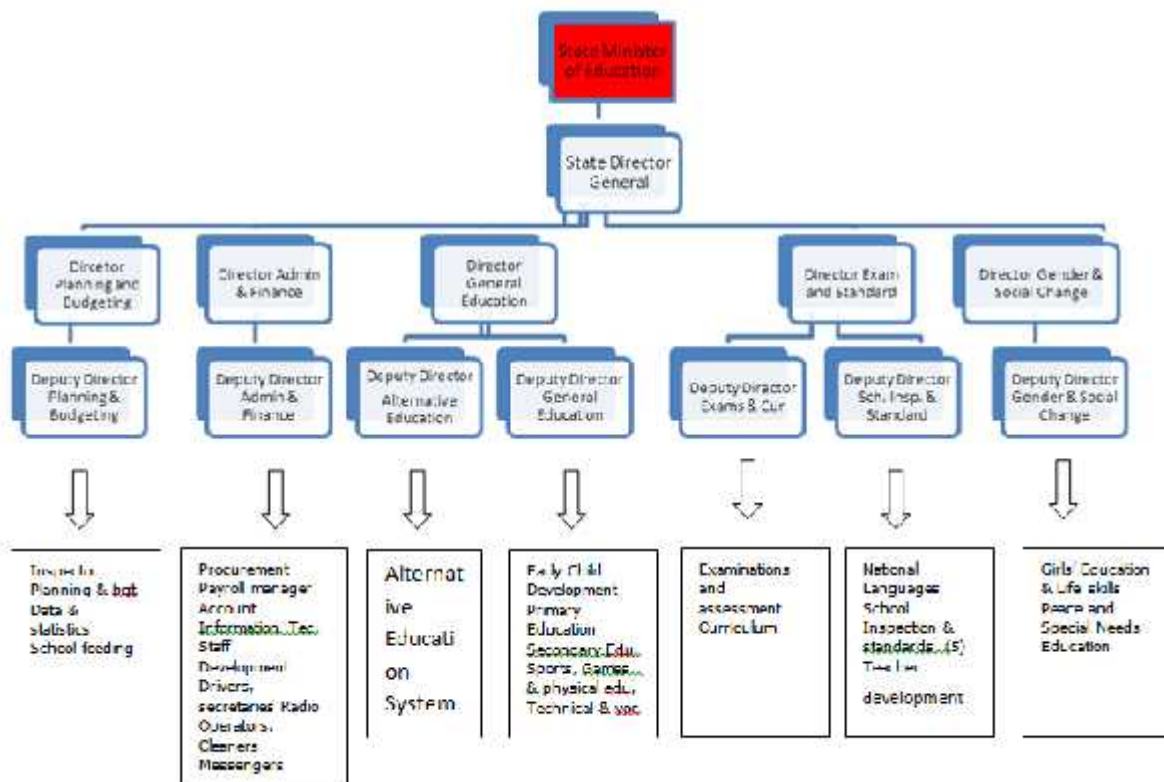 State Minister
of Education
State Director
General
Director
Planning and
Budgeting
Director Admin
& Finance
Director
General
Education
Director Exam
and Standard
Director Gender &
Social Change
Deputy Director
Planning &
Budgeting
Deputy Director
Admin &
Finance
Deputy Director
Alternative
Education
Deputy Director
General
Education
Deputy Director
Exams & Cur
Deputy Director
Sch. Insp. &
Standard
Deputy Director
Gender & Social
Change
Inspector
Planning & bgt
Data &
statistics
School feeding
Procurement
Payroll manager
Account
Information Tec
Staff
Development
Drivers,
secretaries Radio
Operators,
Cleaners
Messengers
Alternat
ive
Educati
on
System
Early Child
Development
Primary
Education
Secondary Edu,
Sports, Games
& physical edu,
Technical & voc
Examinations
and
assessment
Curriculum
National
Languages
School
Inspection &
standards (S)
Teacher
development
Girls' Education
& Life skills
Peace and
Special Needs
Education